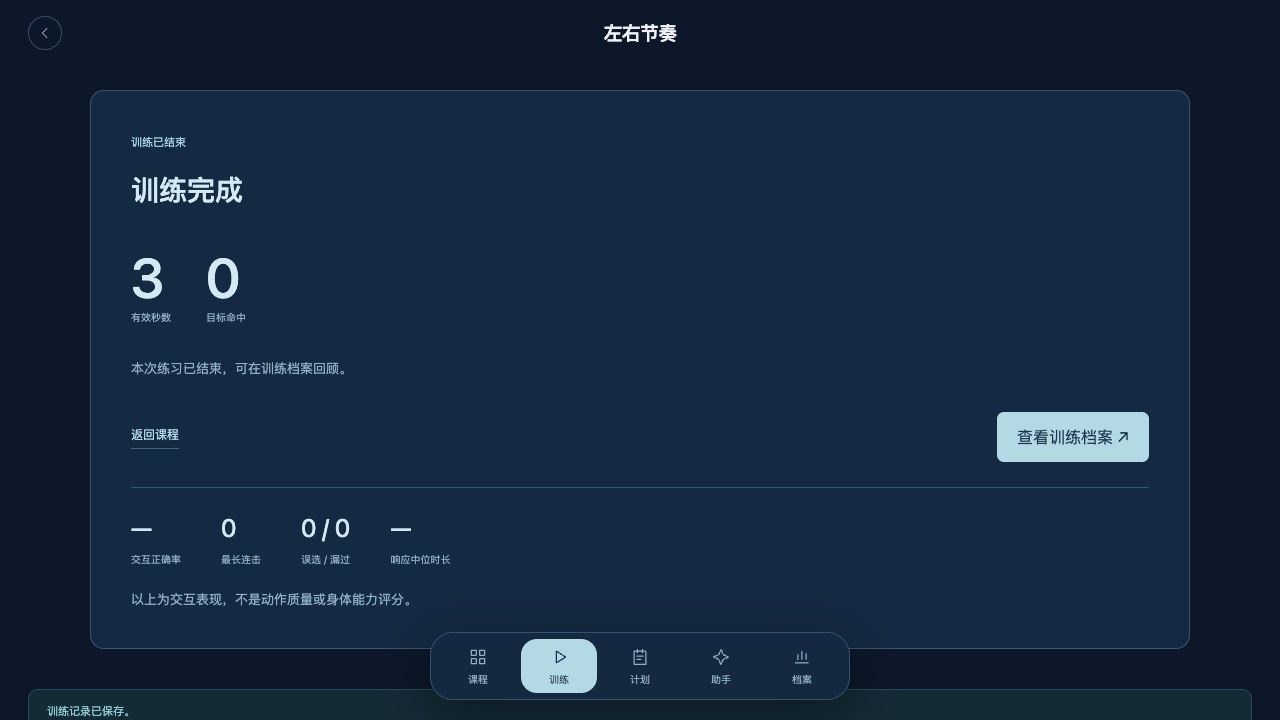 左右节奏
训练已结束
训练完成
3 0
有效秒数 目标命中
本次练习已结束，可在训练档案回顾。
返回课程
查看训练档案 ↗
— 0 0 / 0 —
交互正确率 最长连击 误选 / 漏过 响应中位时长
以上为交互表现，不是动作质量或身体能力评分。
课程 训练 计划 助手 档案
训练记录已保存。